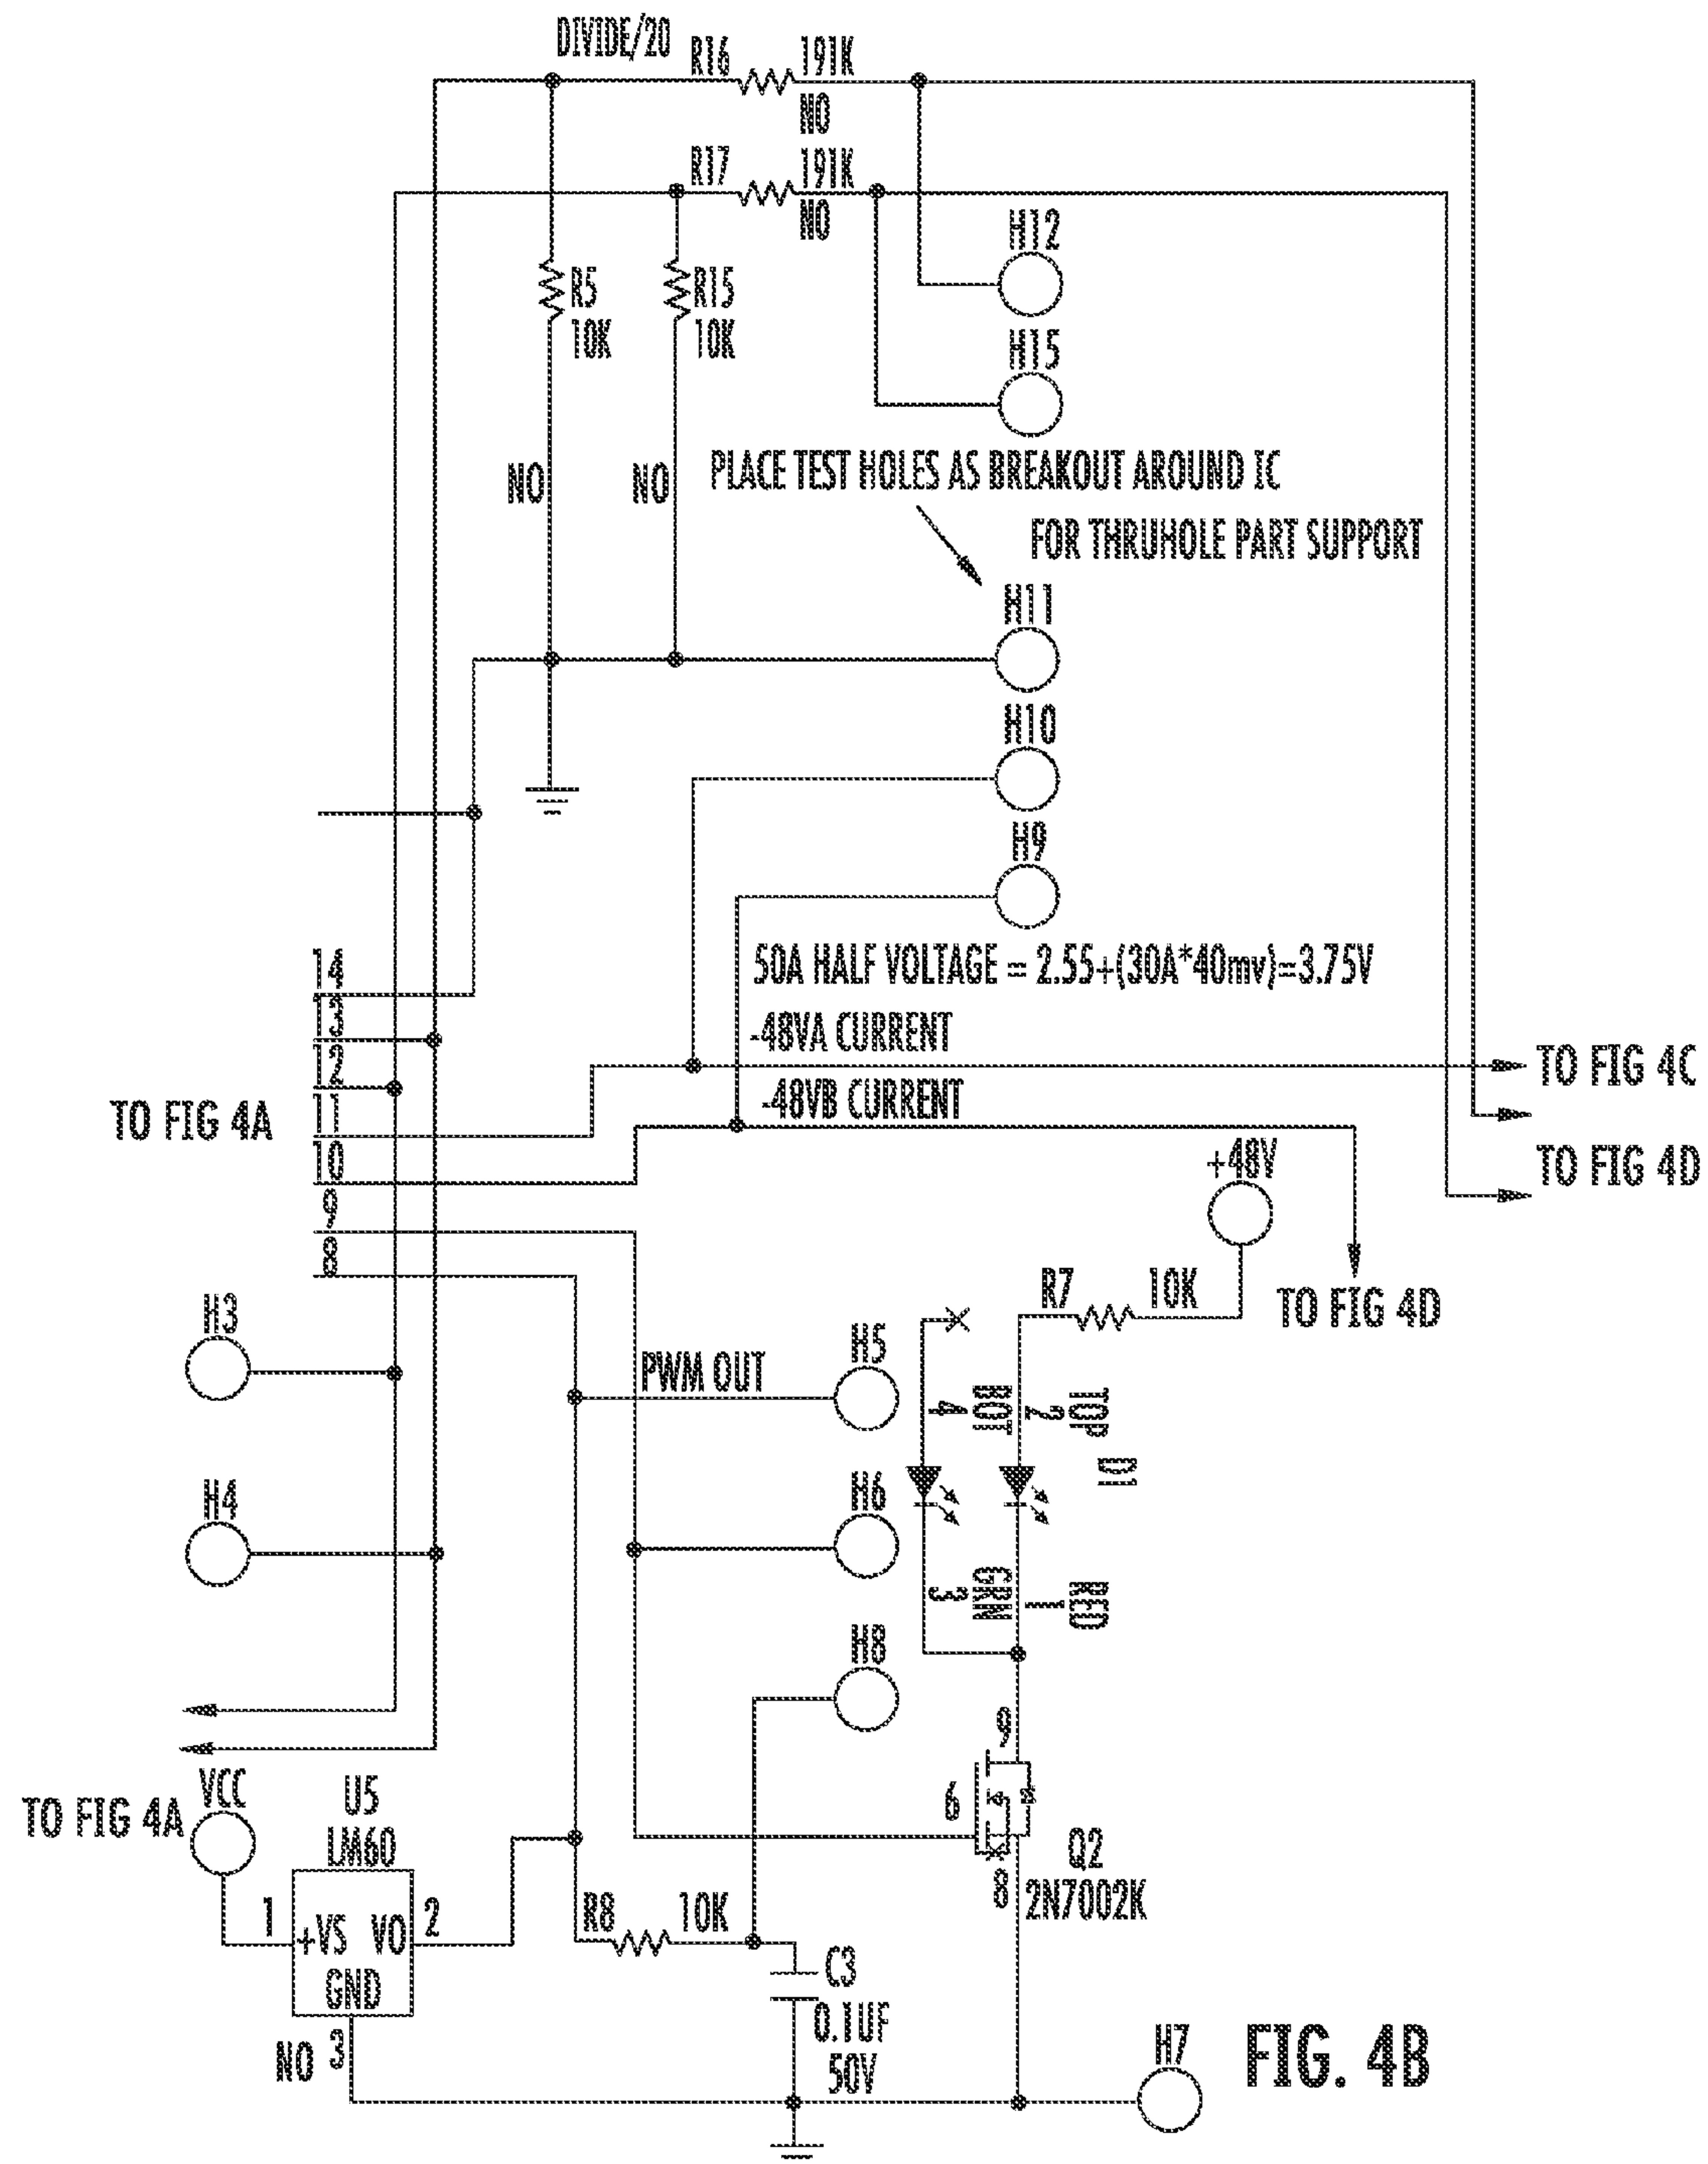 DIVIDE/20
R16
191K
NO
R17
191K
NO
H12
R5
10K
R15
10K
H15
NO
NO
PLACE TEST HOLES AS BREAKOUT AROUND IC
FOR THRUHOLE PART SUPPORT
H11
H10
H9
50A HALF VOLTAGE = 2.55+(30A*40mv)=3.75V
14
13
12
11
10
9
8
-48VA CURRENT
-48VB CURRENT
TO FIG 4C
TO FIG 4A
TO FIG 4D
+48V
R7
10K
TO FIG 4D
H3
PWM OUT
H5
4
BOT
2
TOP
D1
H4
H6
3
GRN
1
RED
H8
9
6
8
Q2
2N7002K
TO FIG 4A
VCC
U5
LM60
1
+VS
VO
2
GND
NO
3
R8
10K
C3
0.1UF
50V
H7
FIG. 4B